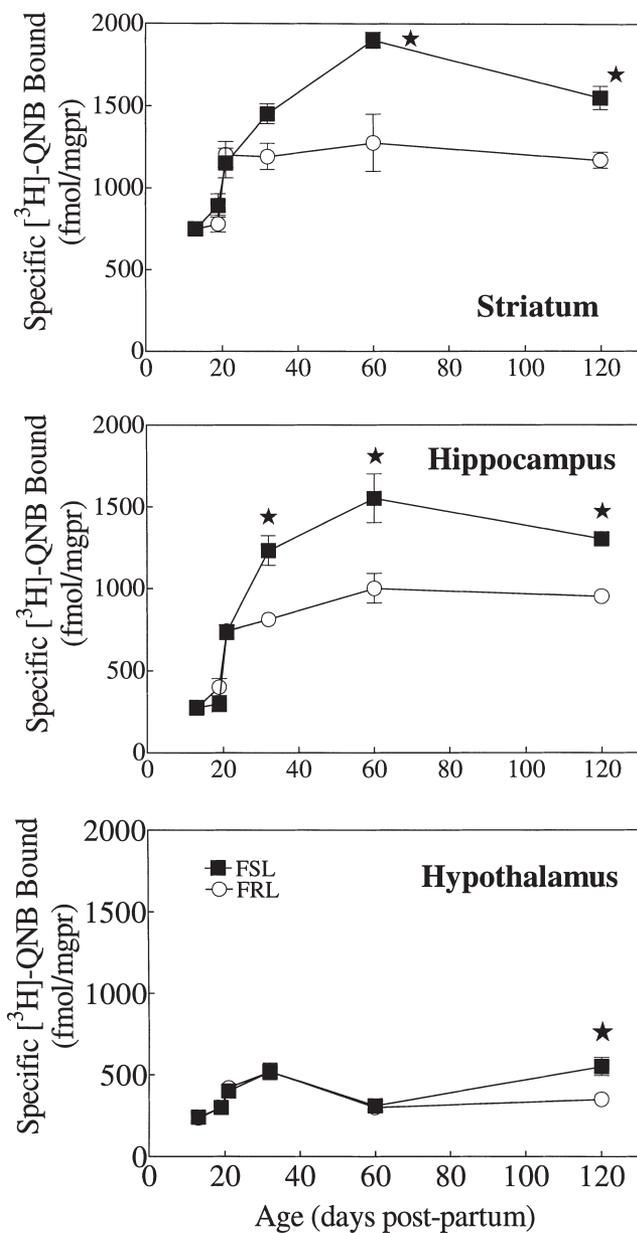 2000
1500
1000
500
0
Specific [³H]-QNB Bound
(fmol/mgpr)
★
★
Striatum
0 20 40 60 80 100 120
2000
1500
1000
500
0
Specific [³H]-QNB Bound
(fmol/mgpr)
Hippocampus
★
★
★
0 20 40 60 80 100 120
2000
1500
1000
500
0
Specific [³H]-QNB Bound
(fmol/mgpr)
FSL
FRL
Hypothalamus
★
0 20 40 60 80 100 120
Age (days post-partum)